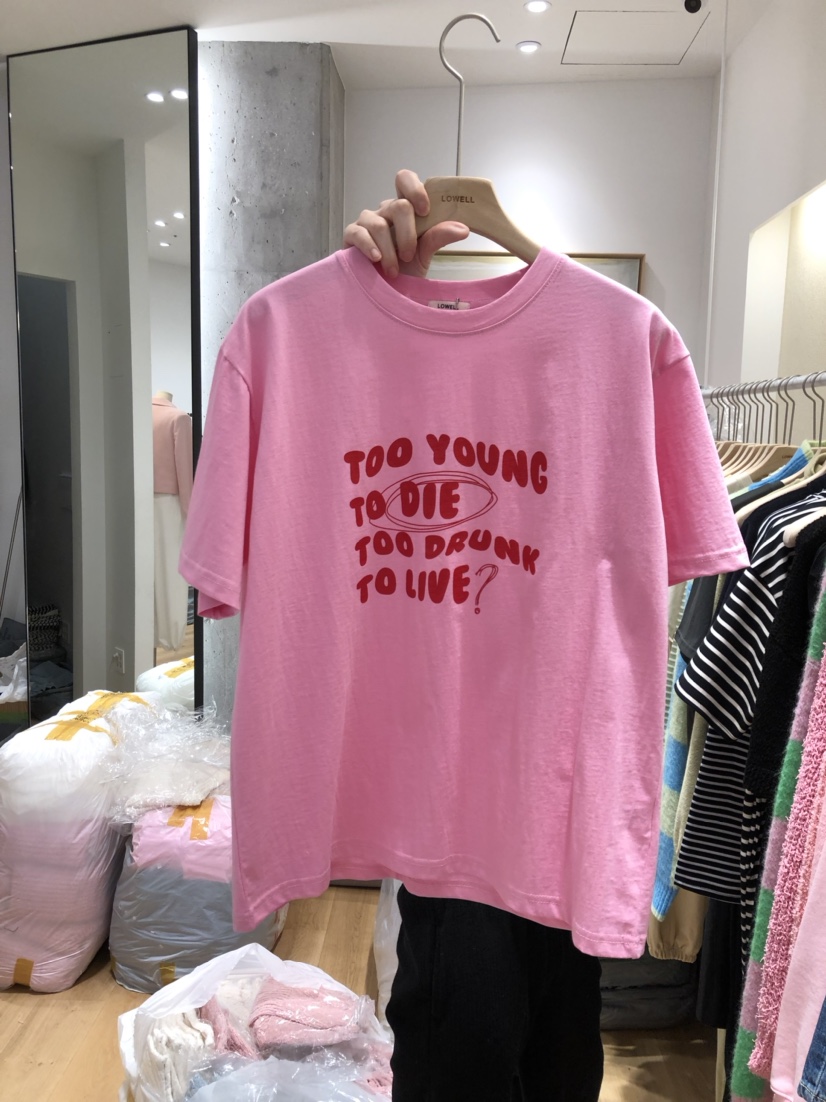 LOWELL
LOWELL
TOO YOUNG
TO DIE
TOO DRUNK
TO LIVE?